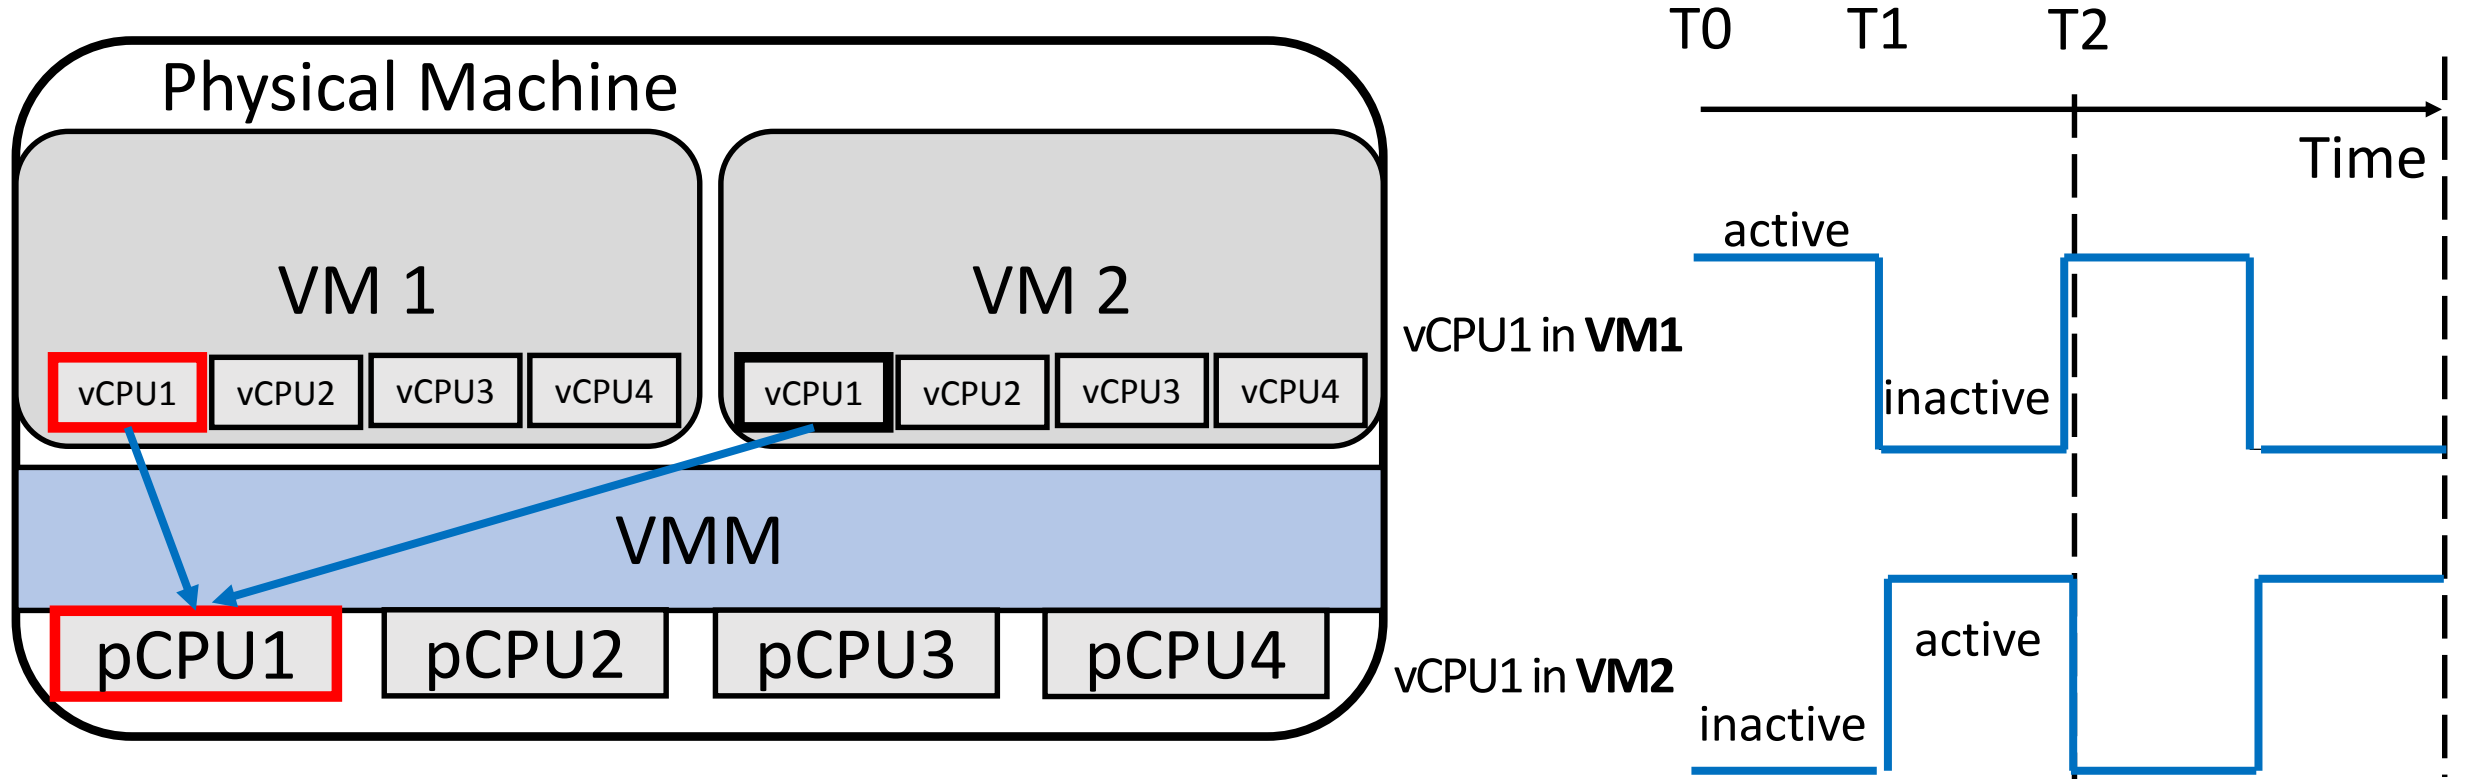 Physical Machine
VM 1
VM 2
vCPU1
vCPU2
vCPU3
vCPU4
vCPU1
vCPU2
vCPU3
vCPU4
VMM
pCPU1
pCPU2
pCPU3
pCPU4
T0
T1
T2
Time
active
vCPU1 in VM1
inactive
active
vCPU1 in VM2
inactive